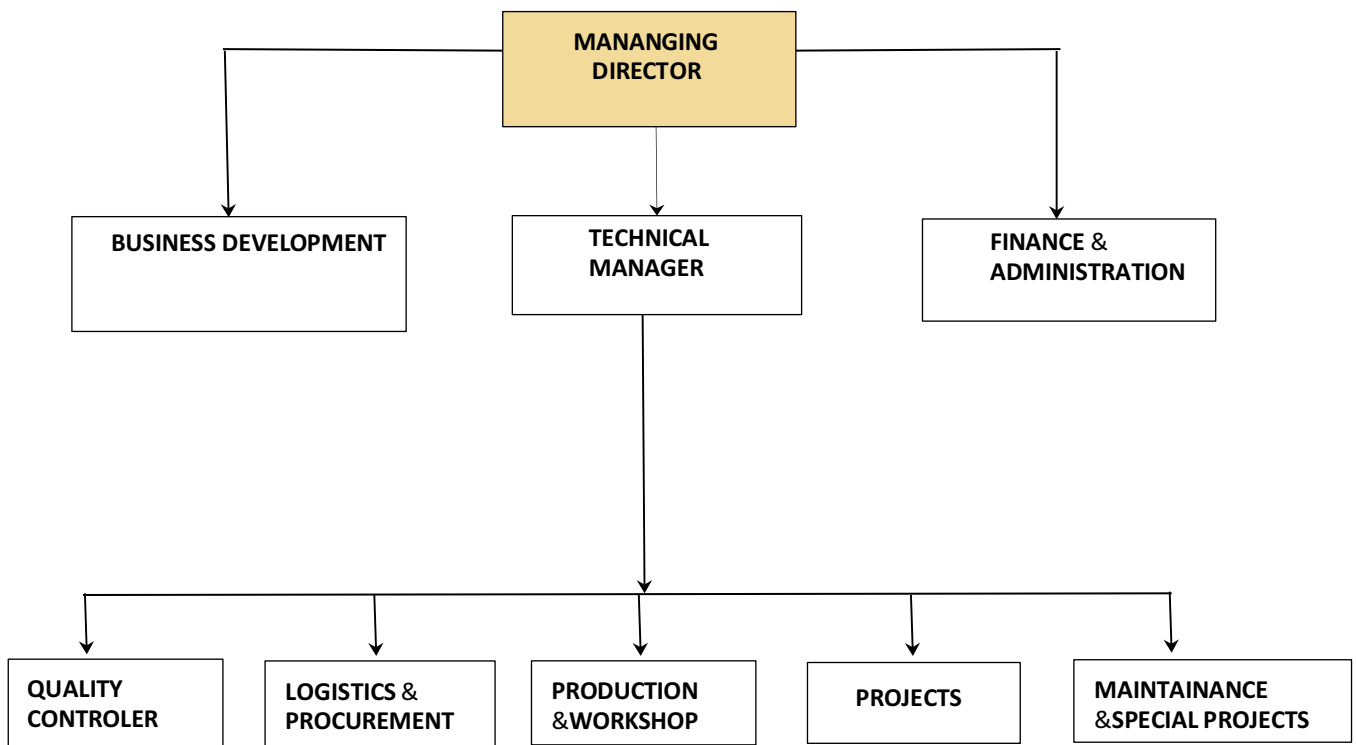 MANANGING
DIRECTOR
BUSINESS DEVELOPMENT
TECHNICAL
MANAGER
FINANCE &
ADMINISTRATION
QUALITY
CONTROLER
LOGISTICS &
PROCUREMENT
PRODUCTION
&WORKSHOP
PROJECTS
MAINTAINANCE
&SPECIAL PROJECTS